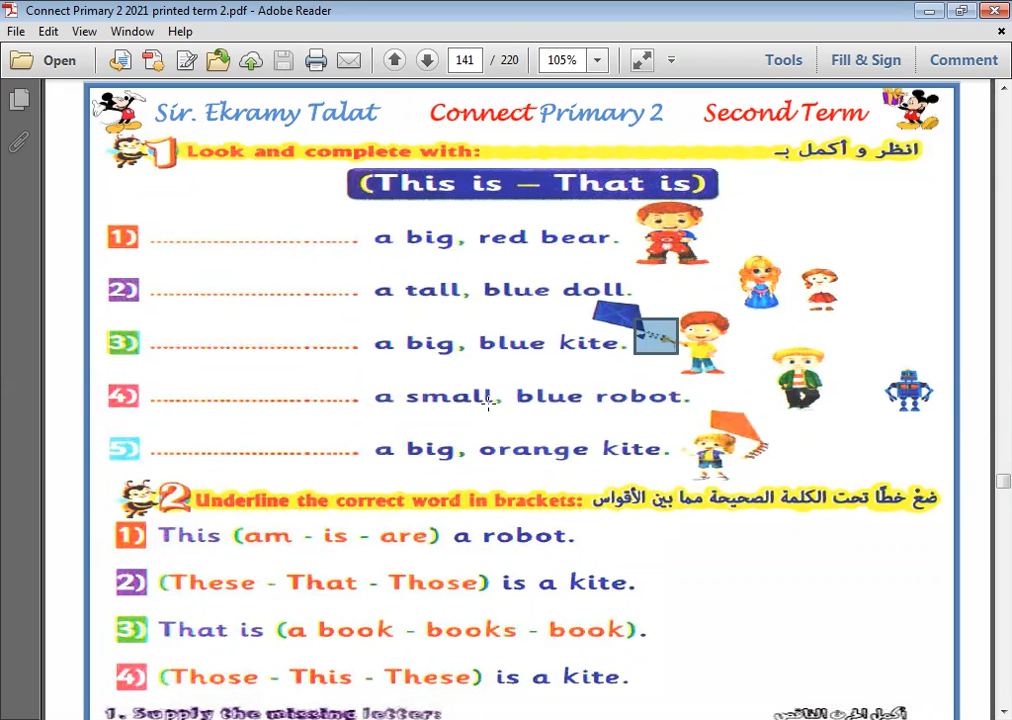 Connect Primary 2 2021 printed term 2.pdf - Adobe Reader
File Edit View Window Help
Open 141 / 220 105% Tools Fill & Sign Comment
Sir. Ekramy Talat Connect Primary 2 Second Term
1 Look and complete with: انظر و أكمل بـ
(This is – That is)
1) .............................. a big, red bear.
2) .............................. a tall, blue doll.
3) .............................. a big, blue kite.
4) .............................. a small, blue robot.
5) .............................. a big, orange kite.
2 Underline the correct word in brackets: ضعْ خطًا تحت الكلمة الصحيحة مما بين الأقواس
1) This (am - is - are) a robot.
2) (These - That - Those) is a kite.
3) That is (a book - books - book).
4) (Those - This - These) is a kite.
1. Supply the missing letter: أكمل الحرف الناقص